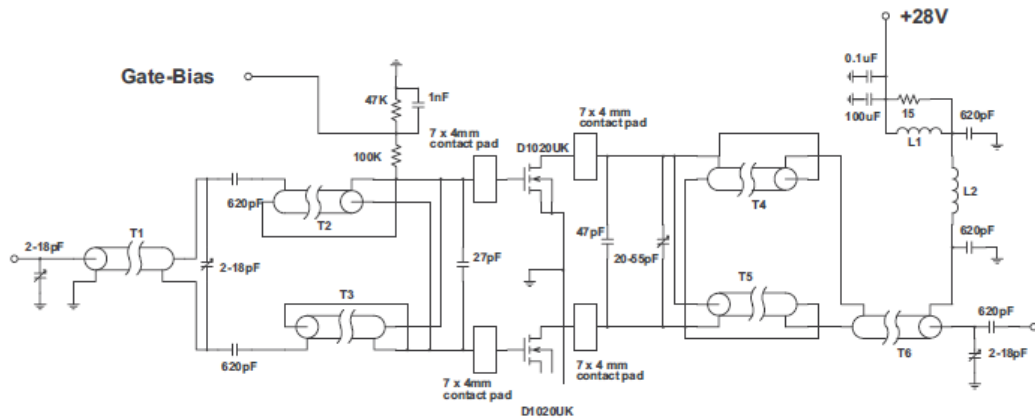 +28V
0.1uF
Gate-Bias
47K
1nF
100uF
15
620pF
7 x 4mm
contact pad
7 x 4 mm
contact pad
L1
100K
D1020UK
620pF
T2
T4
L2
T1
2-18pF
2-18pF
27pF
47pF
20-55pF
620pF
T3
T5
620pF
620pF
T6
2-18pF
7 x 4mm
contact pad
7 x 4mm
contact pad
D1020UK